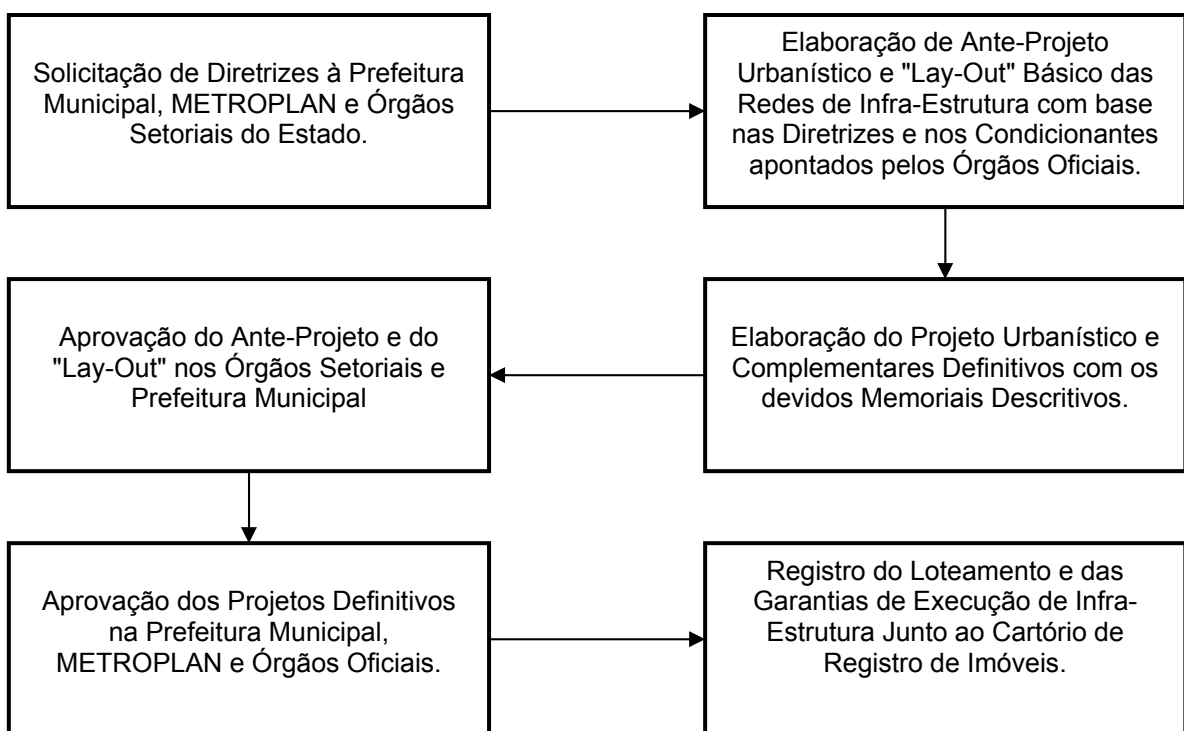 Solicitação de Diretrizes à Prefeitura
Municipal, METROPLAN e Órgãos
Setoriais do Estado.
Elaboração de Ante-Projeto
Urbanístico e "Lay-Out" Básico das
Redes de Infra-Estrutura com base
nas Diretrizes e nos Condicionantes
apontados pelos Órgãos Oficiais.
Aprovação do Ante-Projeto e do
"Lay-Out" nos Órgãos Setoriais e
Prefeitura Municipal
Elaboração do Projeto Urbanístico e
Complementares Definitivos com os
devidos Memoriais Descritivos.
Aprovação dos Projetos Definitivos
na Prefeitura Municipal,
METROPLAN e Órgãos Oficiais.
Registro do Loteamento e das
Garantias de Execução de Infra-
Estrutura Junto ao Cartório de
Registro de Imóveis.